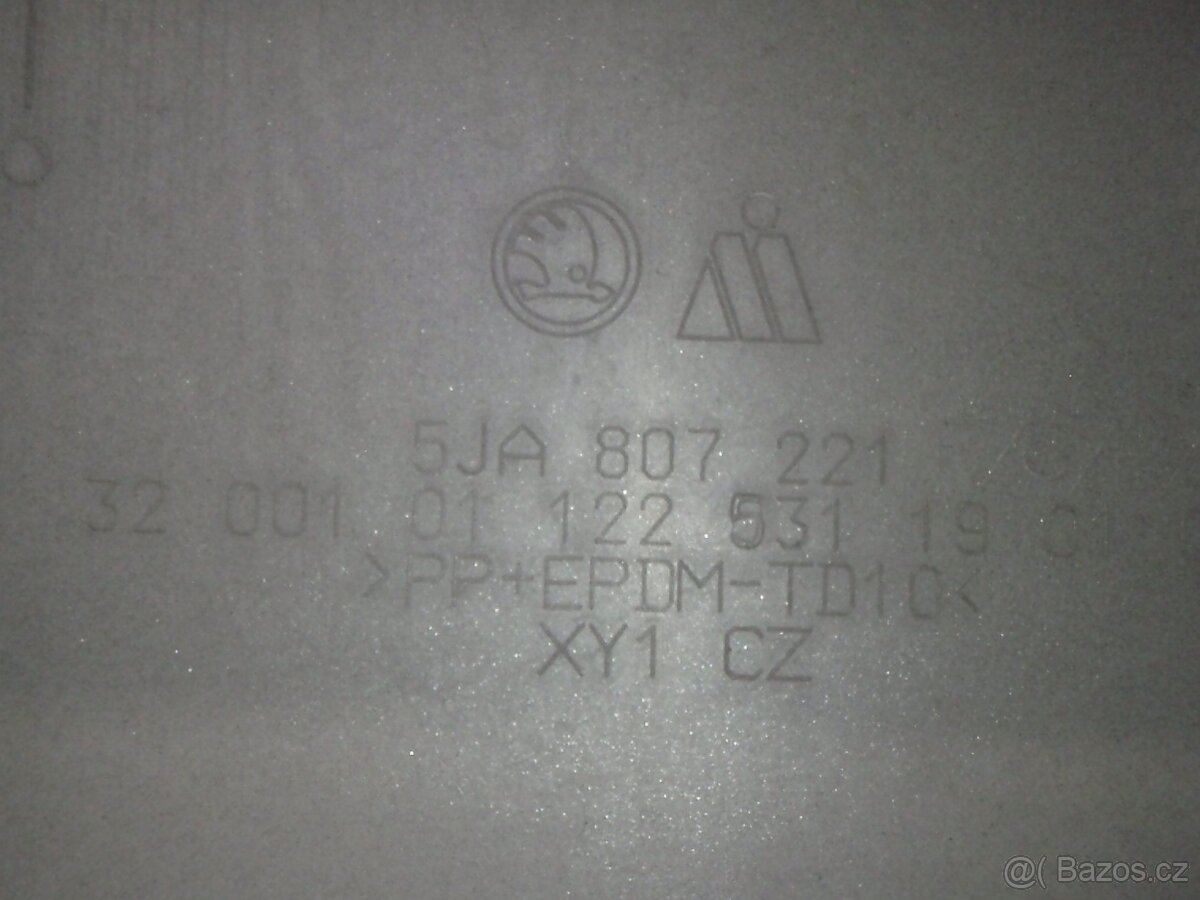 5JA 807 221
32 001 01 122 531 19
>PP+EPDM-TD10<
XY1 CZ
@( Bazos.cz